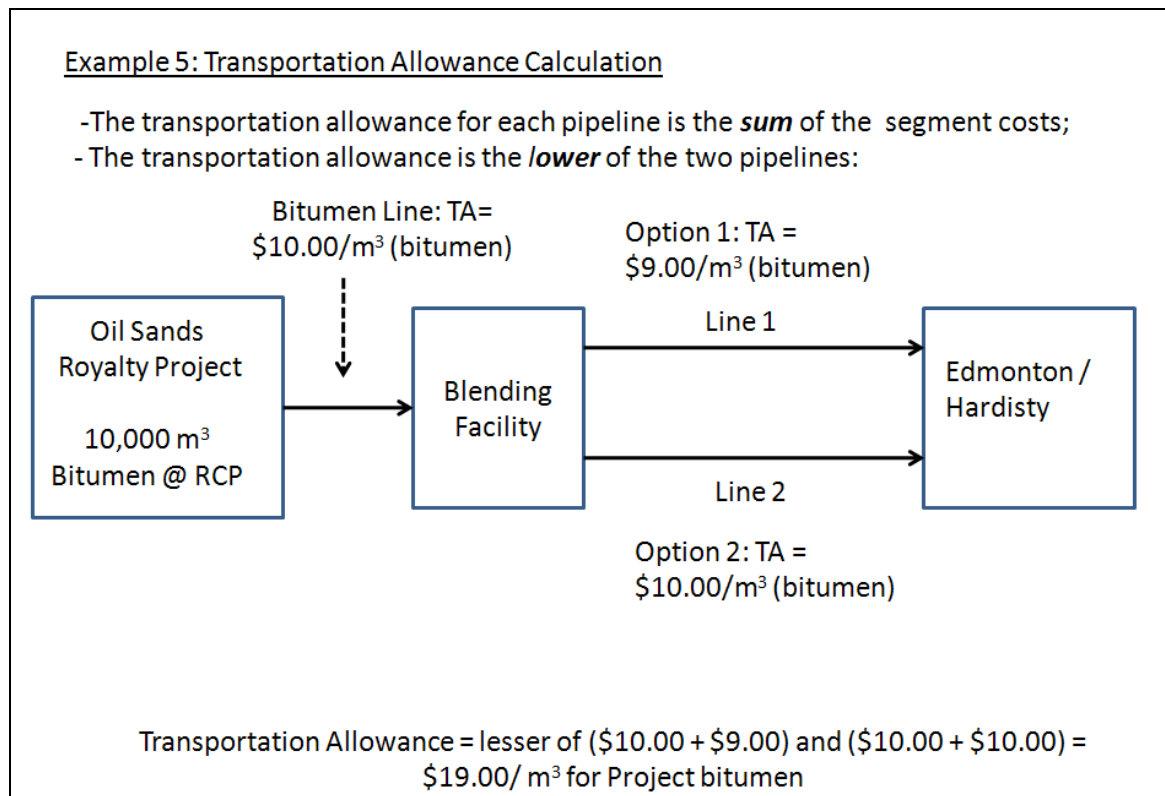 Example 5: Transportation Allowance Calculation
-The transportation allowance for each pipeline is the sum of the segment costs;
- The transportation allowance is the lower of the two pipelines:
Bitumen Line: TA=
$10.00/m³ (bitumen)
Option 1: TA =
$9.00/m³ (bitumen)
Line 1
Oil Sands
Royalty Project
10,000 m³
Bitumen @ RCP
Blending
Facility
Edmonton /
Hardisty
Line 2
Option 2: TA =
$10.00/m³ (bitumen)
Transportation Allowance = lesser of ($10.00 + $9.00) and ($10.00 + $10.00) =
$19.00/ m³ for Project bitumen